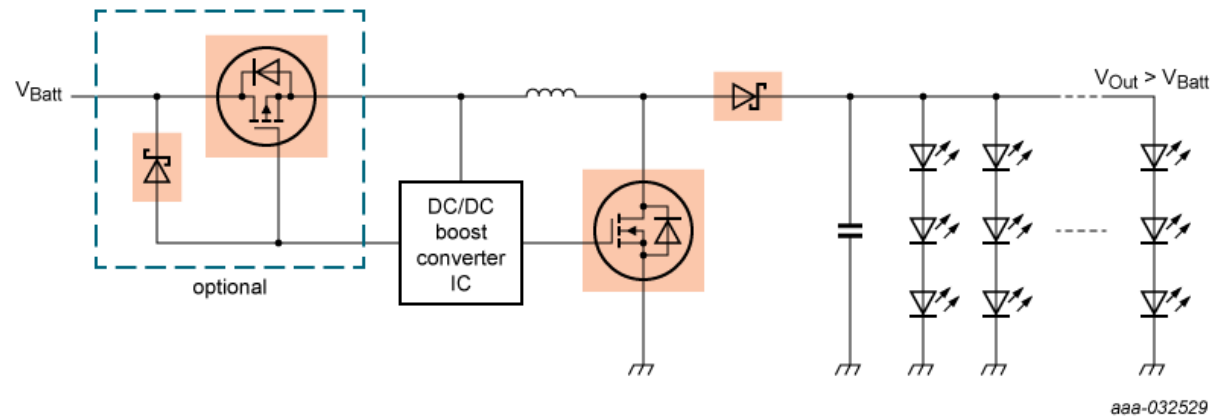 VBatt
VOut > VBatt
DC/DC
boost
converter
IC
optional
aaa-032529